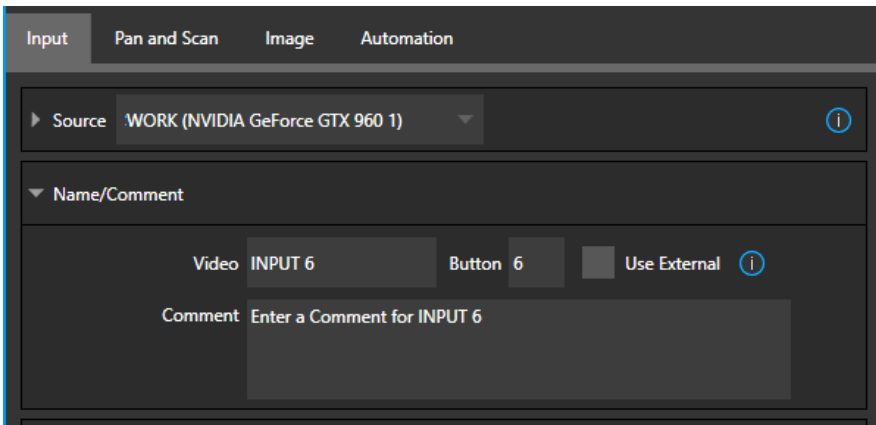 Input Pan and Scan Image Automation
Source :WORK (NVIDIA GeForce GTX 960 1)
Name/Comment
Video INPUT 6 Button 6 Use External
Comment Enter a Comment for INPUT 6